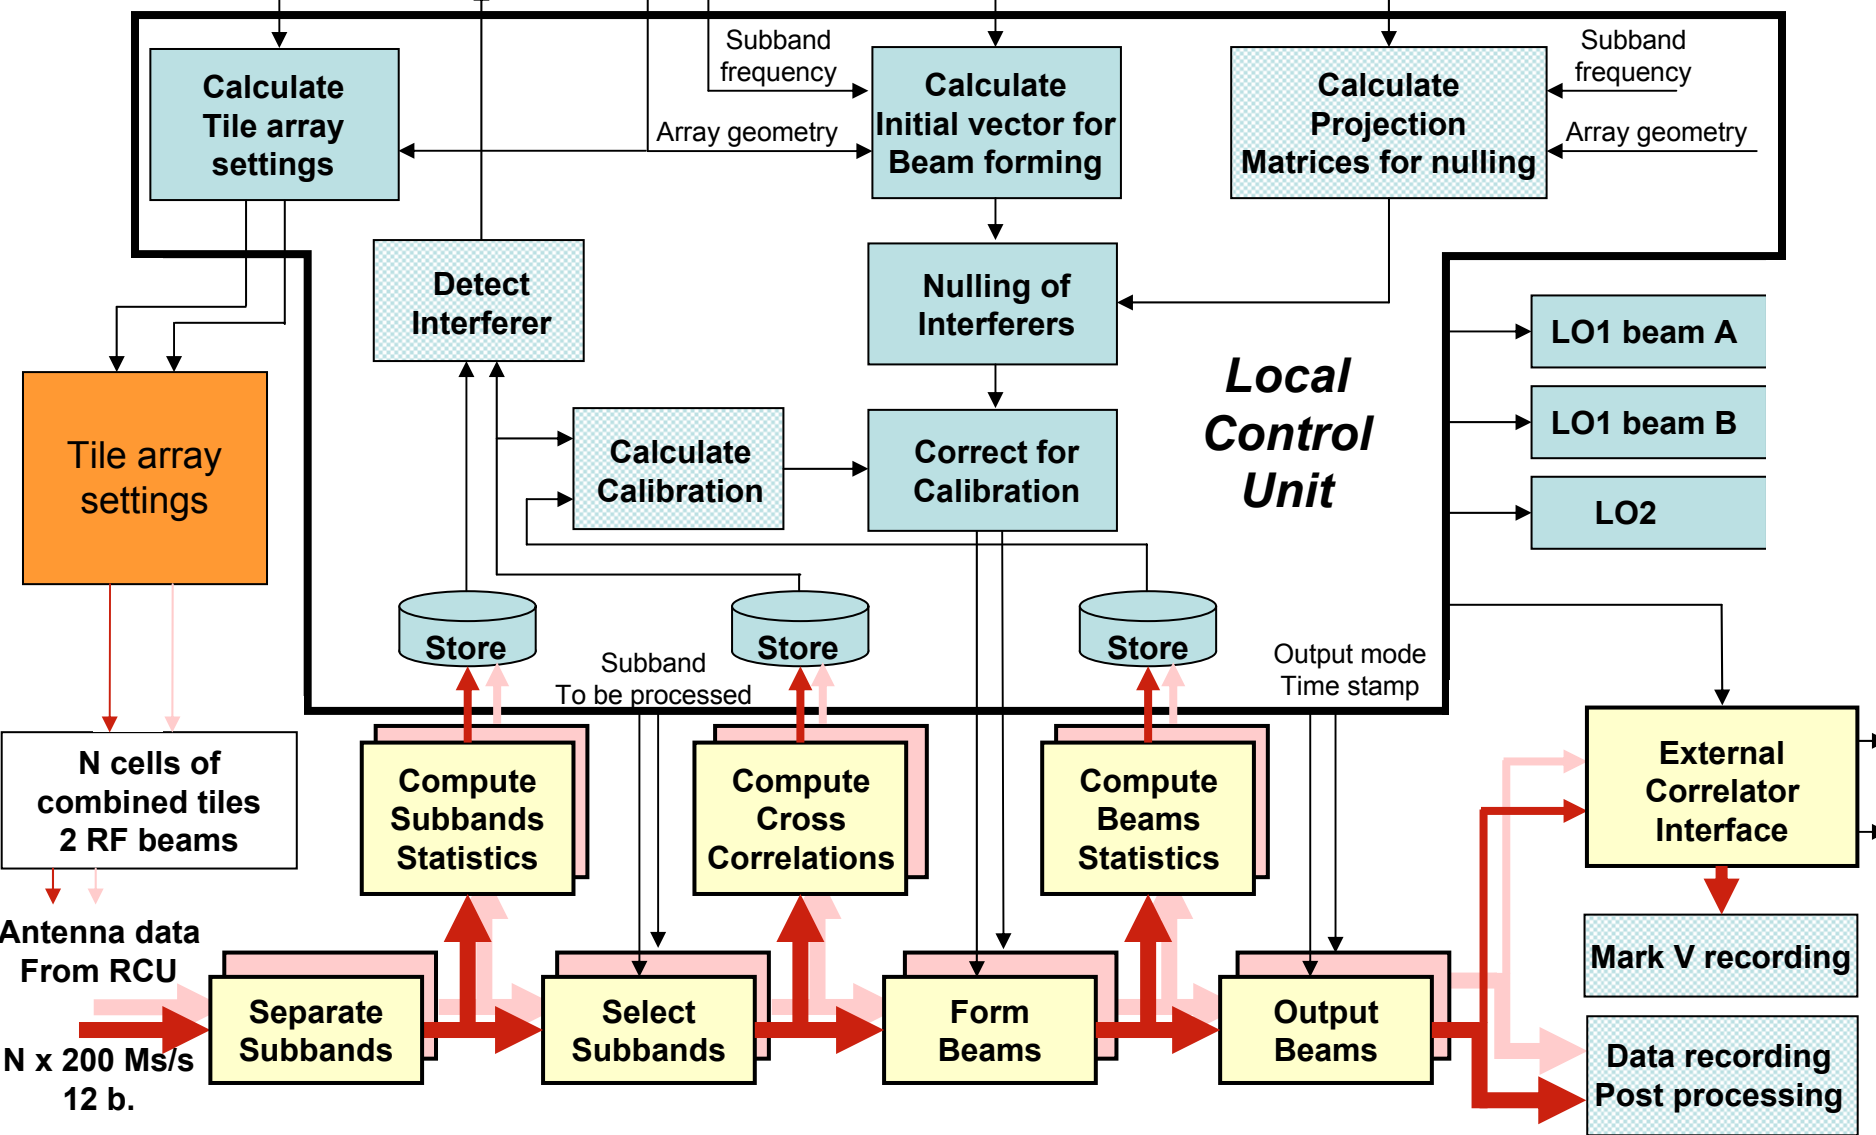 Subband
frequency
Array geometry
Subband
frequency
Array geometry
Calculate
Tile array
settings
Calculate
Initial vector for
Beam forming
Calculate
Projection
Matrices for nulling
Detect
Interferer
Nulling of
Interferers
Local
Control
Unit
LO1 beam A
LO1 beam B
LO2
Tile array
settings
Calculate
Calibration
Correct for
Calibration
Store
Store
Store
Subband
To be processed
Output mode
Time stamp
N cells of
combined tiles
2 RF beams
Compute
Subbands
Statistics
Compute
Cross
Correlations
Compute
Beams
Statistics
External
Correlator
Interface
Antenna data
From RCU
N x 200 Ms/s
12 b.
Separate
Subbands
Select
Subbands
Form
Beams
Output
Beams
Mark V recording
Data recording
Post processing